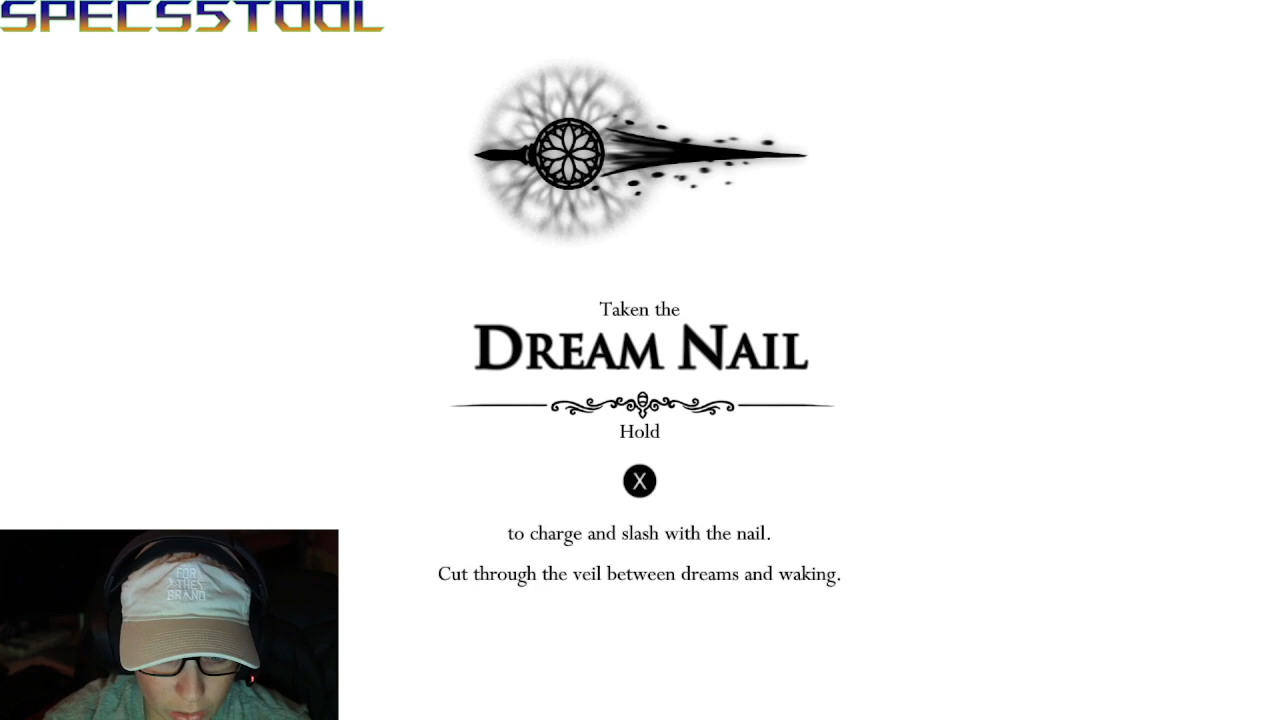 SPECS5TOOL
Taken the
DREAM NAIL
Hold
X
to charge and slash with the nail.
Cut through the veil between dreams and waking.
FOR
THE
BRAND